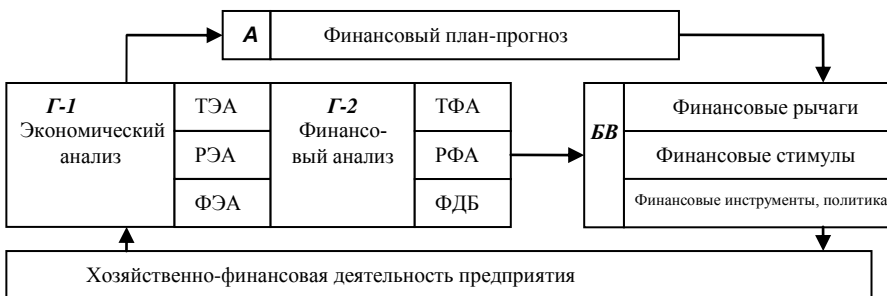 А Финансовый план-прогноз
Г-1
Экономический
анализ
ТЭА
РЭА
ФЭА
Г-2
Финансо-
вый анализ
ТФА
РФА
ФДБ
БВ
Финансовые рычаги
Финансовые стимулы
Финансовые инструменты, политика
Хозяйственно-финансовая деятельность предприятия